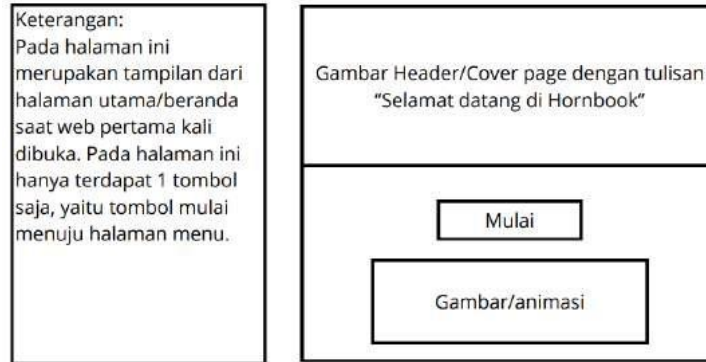 Keterangan:
Pada halaman ini
merupakan tampilan dari
halaman utama/beranda
saat web pertama kali
dibuka. Pada halaman ini
hanya terdapat 1 tombol
saja, yaitu tombol mulai
menuju halaman menu.
Gambar Header/Cover page dengan tulisan
“Selamat datang di Hornbook”
Mulai
Gambar/animasi